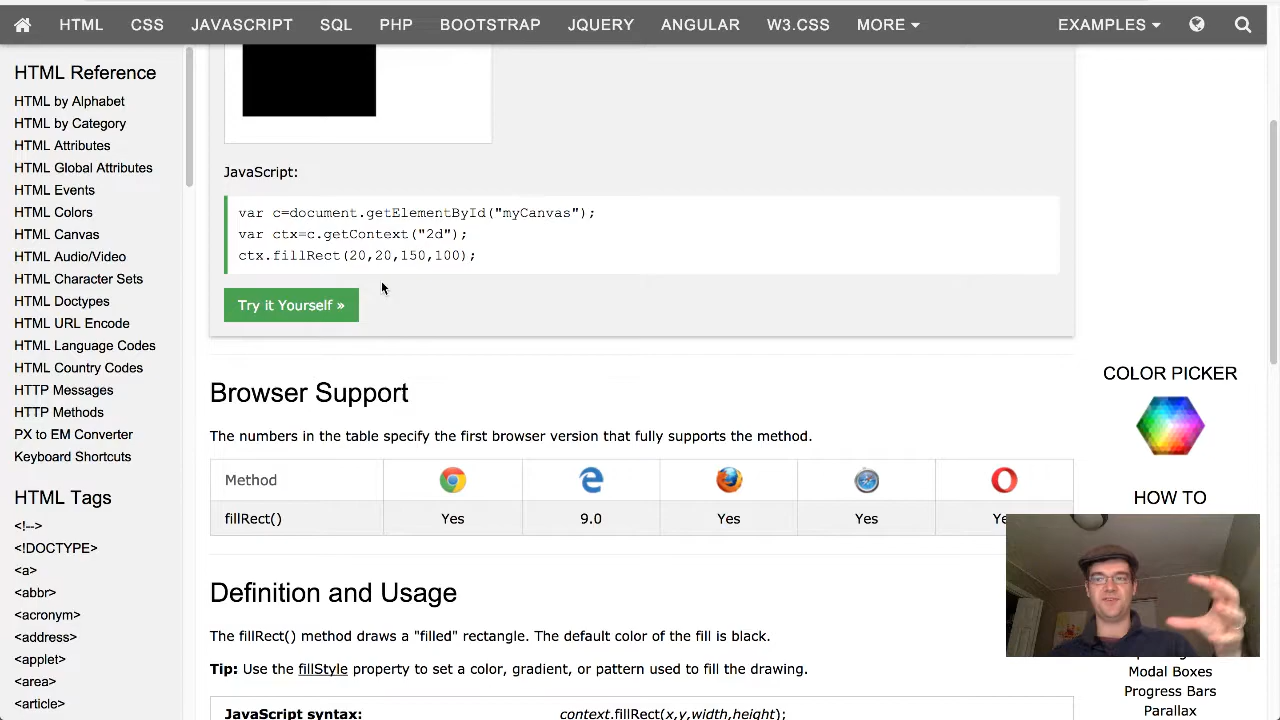 HTML CSS JAVASCRIPT SQL PHP BOOTSTRAP JQUERY ANGULAR W3.CSS MORE EXAMPLES
HTML Reference
HTML by Alphabet
HTML by Category
HTML Attributes
HTML Global Attributes
HTML Events
HTML Colors
HTML Canvas
HTML Audio/Video
HTML Character Sets
HTML Doctypes
HTML URL Encode
HTML Language Codes
HTML Country Codes
HTTP Messages
HTTP Methods
PX to EM Converter
Keyboard Shortcuts
HTML Tags
<!-->
<!DOCTYPE>
<a>
<abbr>
<acronym>
<address>
<applet>
<area>
<article>
JavaScript:
var c=document.getElementById("myCanvas");
var ctx=c.getContext("2d");
ctx.fillRect(20,20,150,100);
Try it Yourself »
Browser Support
The numbers in the table specify the first browser version that fully supports the method.
Method
fillRect() Yes 9.0 Yes Yes
Definition and Usage
The fillRect() method draws a "filled" rectangle. The default color of the fill is black.
Tip: Use the fillStyle property to set a color, gradient, or pattern used to fill the drawing.
JavaScript syntax: context.fillRect(x,y,width,height);
COLOR PICKER
HOW TO
Modal Boxes
Progress Bars
Parallax